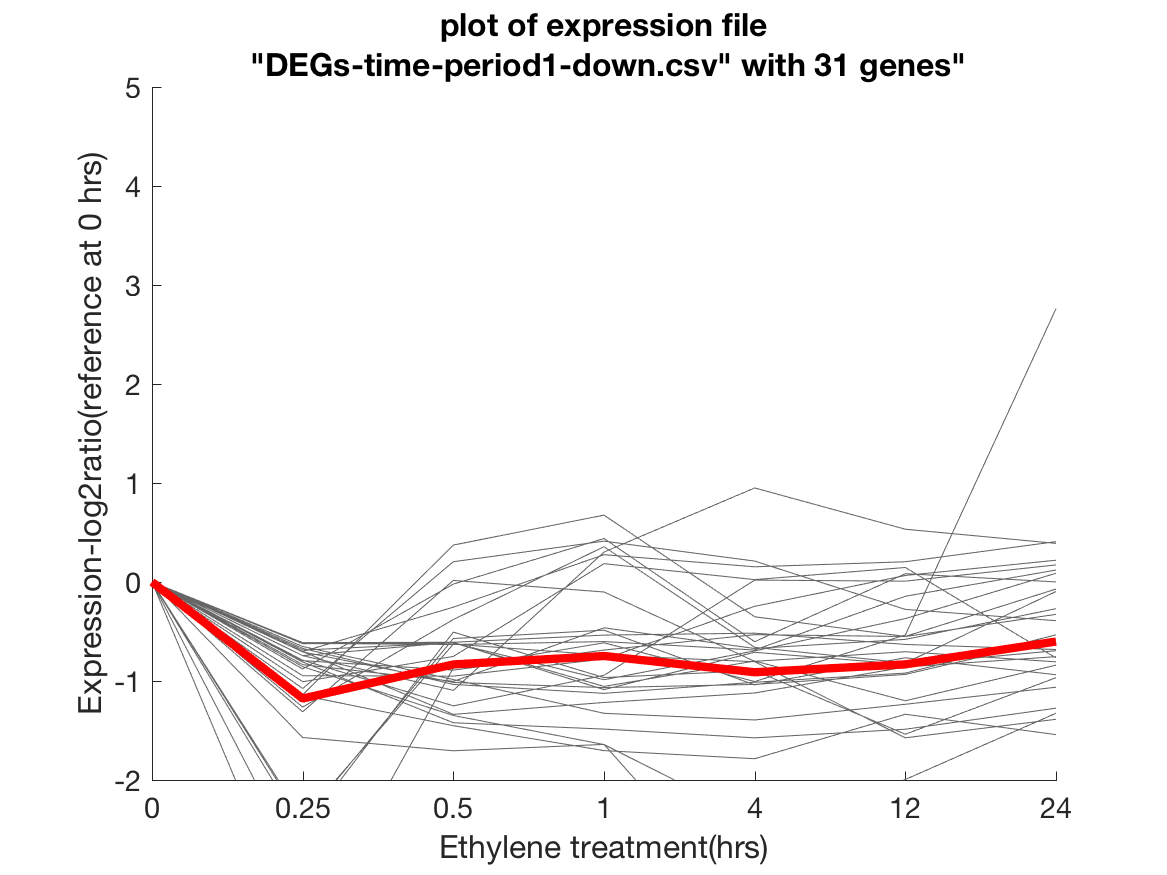 plot of expression file
"DEGs-time-period1-down.csv" with 31 genes"
Expression-log2ratio(reference at 0 hrs)
5
4
3
2
1
0
-1
-2
0 0.25 0.5 1 4 12 24
Ethylene treatment(hrs)